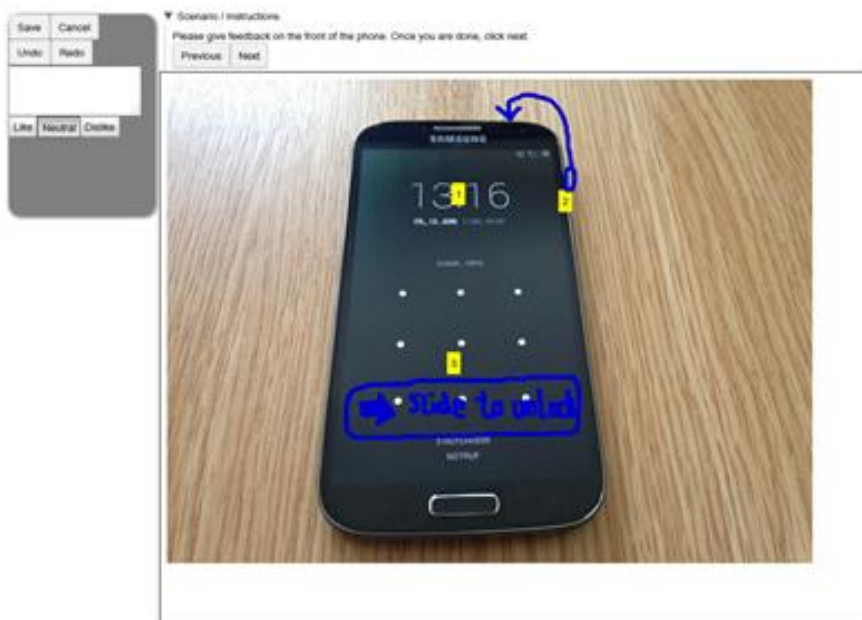 Save Cancel
Undo Redo
Like Neutral Dislike
▼ Scenario / Instructions
Please give feedback on the front of the phone. Once you are done, click next
Previous Next
SAMSUNG
13:16
1
2
3
Slide to unlock
NOTRUF